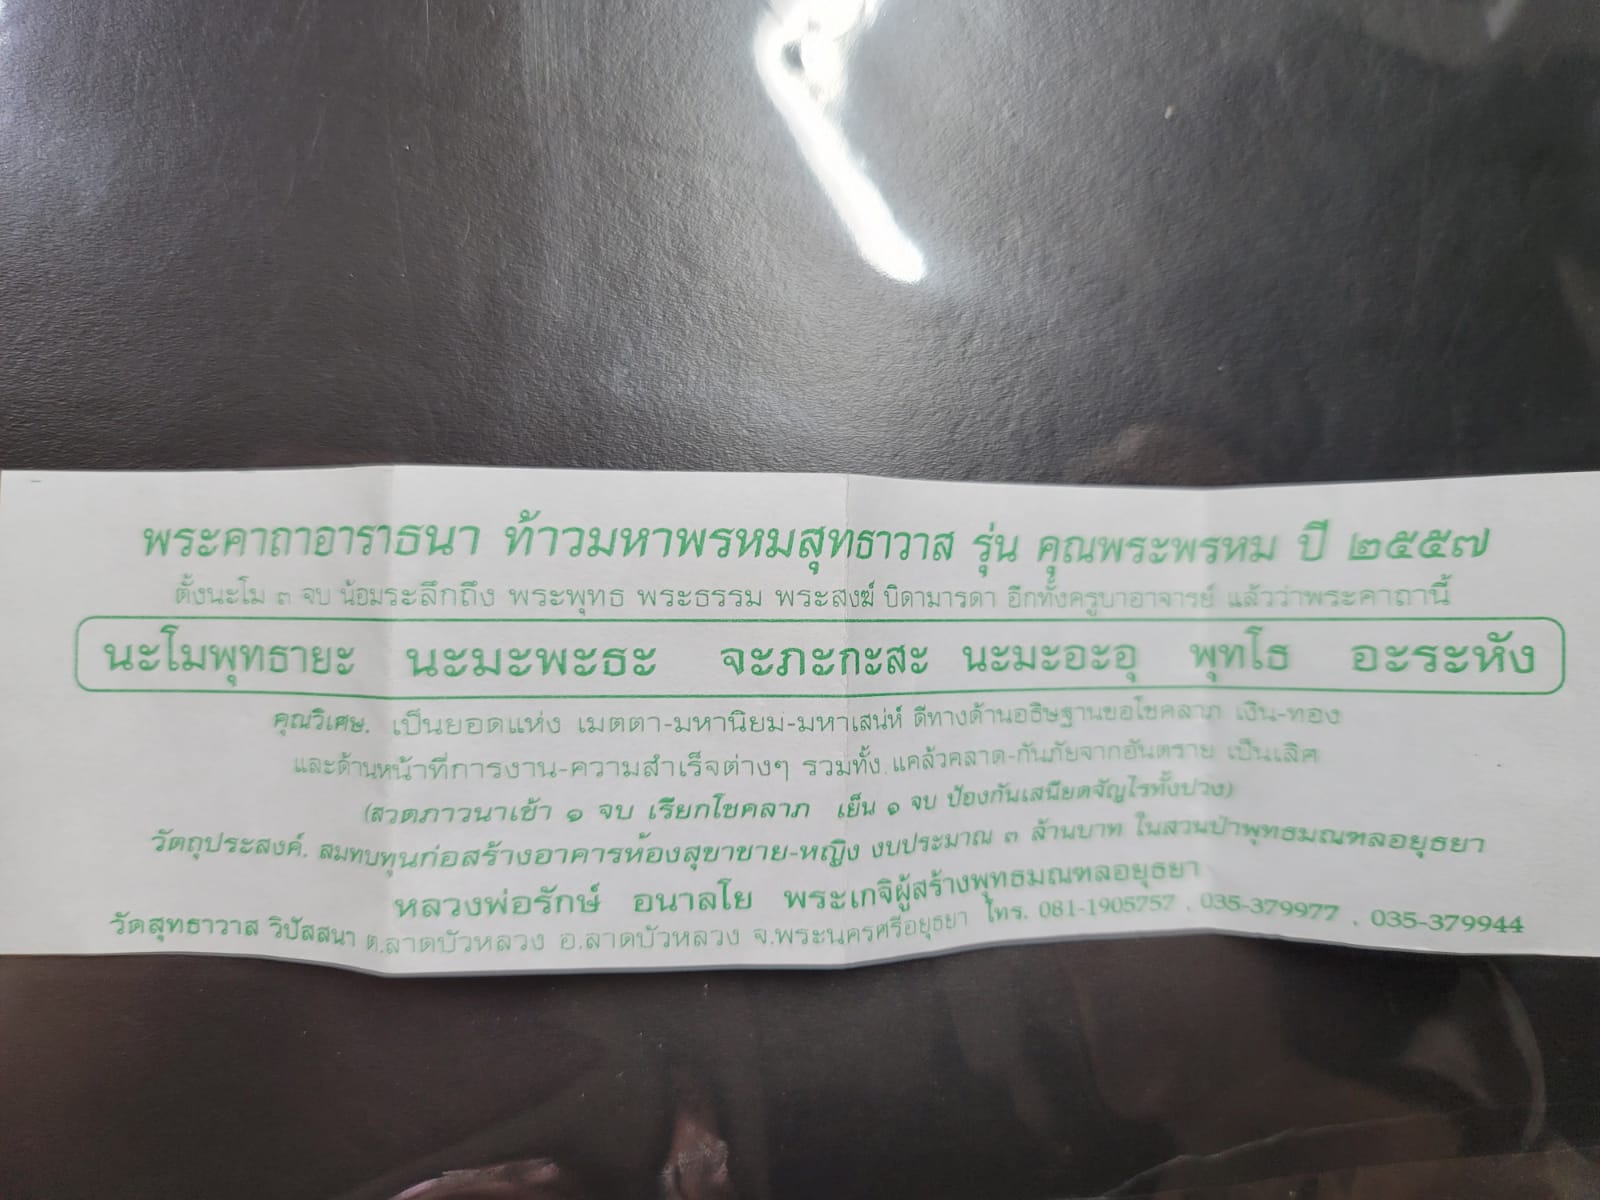 พระคาถาอาราธนา ท้าวมหาพรหมสุทธาวาส รุ่น คุณพระพรหม ปี ๒๕๕๗
ตั้งนะโม ๓ จบ น้อมระลึกถึง พระพุทธ พระธรรม พระสงฆ์ บิดามารดา อีกทั้งครูบาอาจารย์ แล้วว่าพระคาถานี้
นะโมพุทธายะ นะมะพะธะ จะภะกะสะ นะมะอะอุ พุทโธ อะระหัง
คุณวิเศษ. เป็นยอดแห่ง เมตตา-มหานิยม-มหาเสน่ห์ ดีทางด้านอธิษฐานขอโชคลาภ เงิน-ทอง
และด้านหน้าที่การงาน-ความสำเร็จต่างๆ รวมทั้ง. แคล้วคลาด-กันภัยจากอันตราย เป็นเลิศ
(สวดภาวนาเช้า ๑ จบ เรียกโชคลาภ เย็น ๑ จบ ป้องกันเสนียดจัญไรทั้งปวง)
วัตถุประสงค์. สมทบทุนก่อสร้างอาคารห้องสุขาชาย-หญิง งบประมาณ ๓ ล้านบาท ในสวนป่าพุทธมณฑลอยุธยา
หลวงพ่อรักษ์ อนาลโย พระเกจิผู้สร้างพุทธมณฑลอยุธยา
วัดสุทธาวาส วิปัสสนา ต.ลาดบัวหลวง อ.ลาดบัวหลวง จ.พระนครศรีอยุธยา โทร. 081-1905757 , 035-379977 , 035-379944